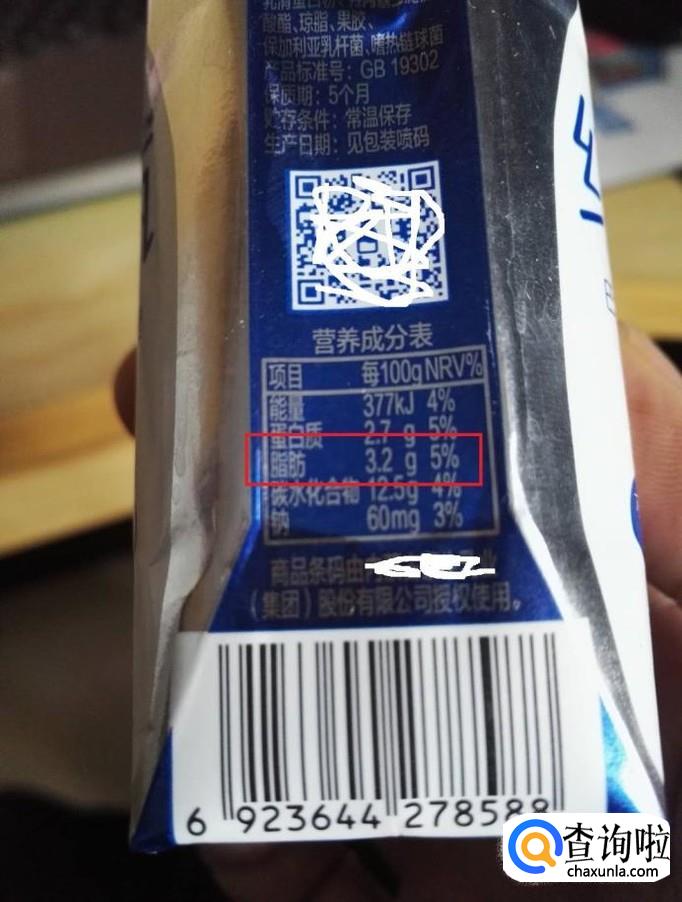 酸酯、琼脂、果胶、
保加利亚乳杆菌、嗜热链球菌
产品标准号：GB 19302
保质期：5个月
贮存条件：常温保存
生产日期：见包装喷码
营养成分表
项目 每100g NRV%
能量 377kJ 4%
蛋白质 2.7 g 5%
脂肪 3.2 g 5%
碳水化合物 12.5g 4%
钠 60mg 3%
商品条码由
（集团）股份有限公司授权使用。
6 923644 278588
查询啦
chaxunla.com